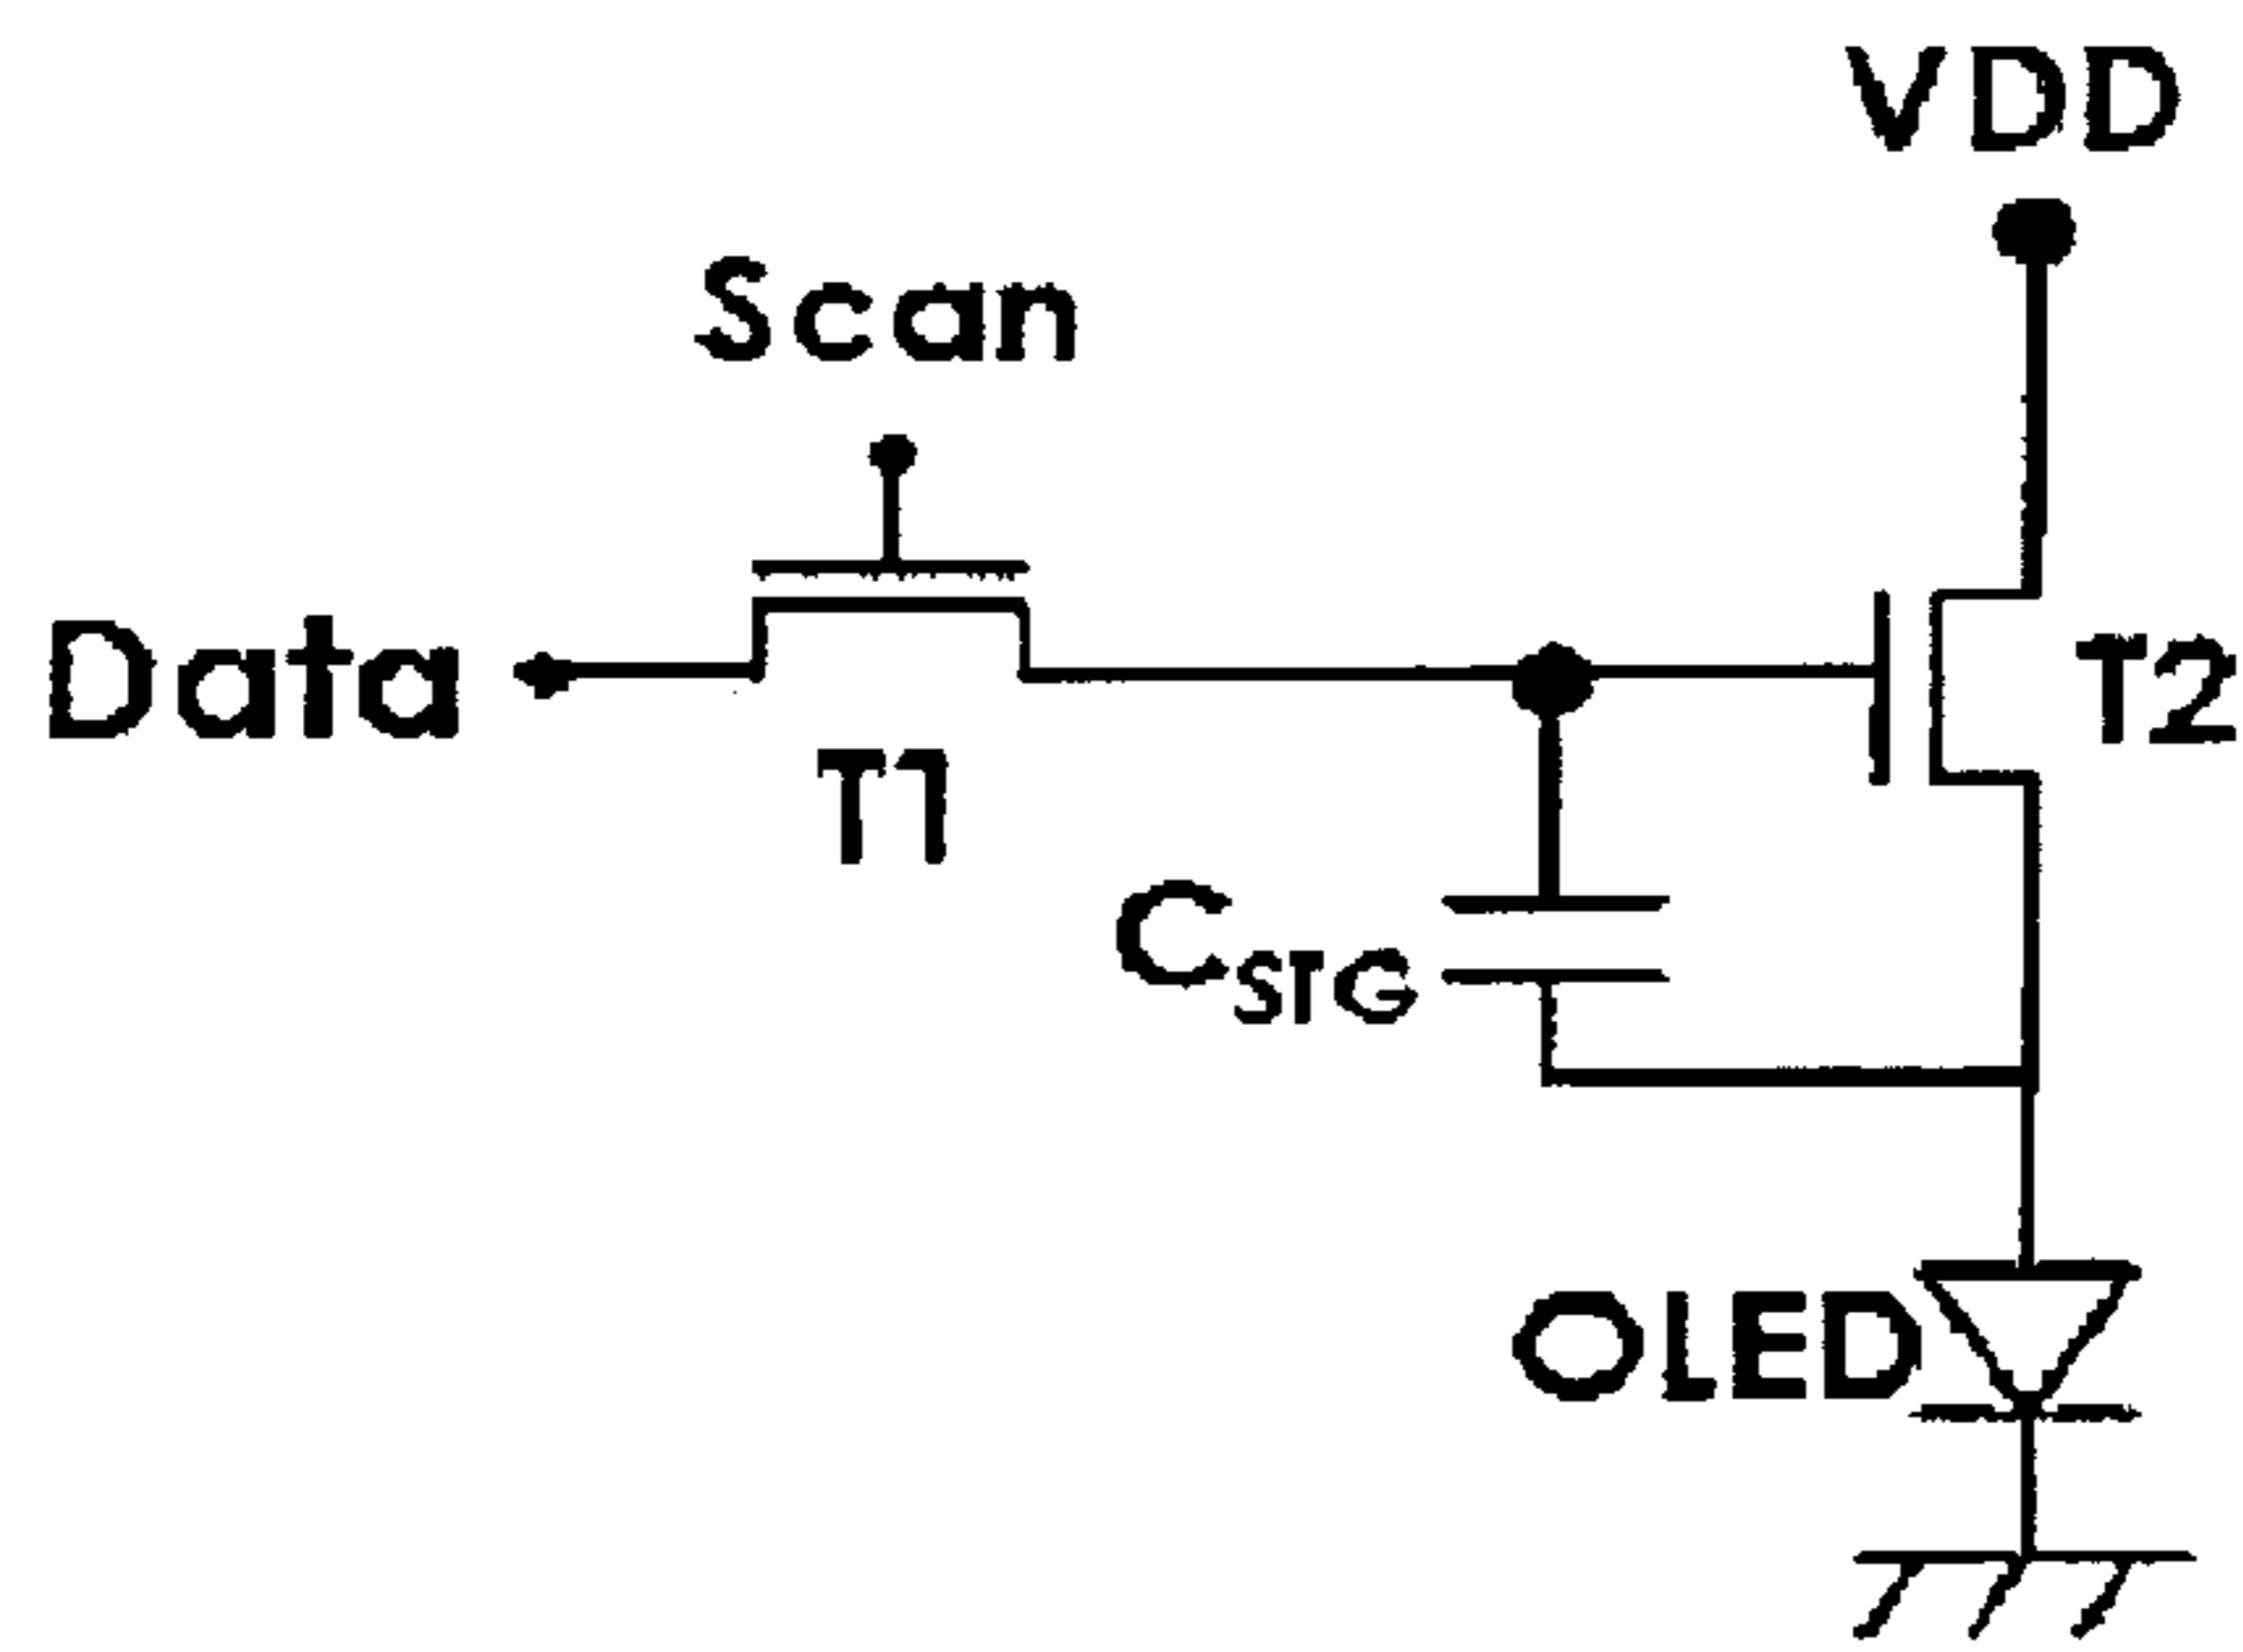 VDD
Scan
Data
T1
T2
CSTG
OLED